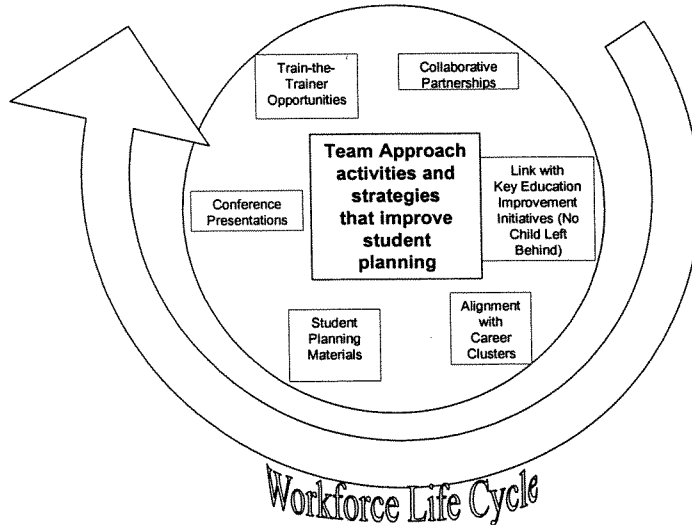 Train-the-
Trainer
Opportunities
Collaborative
Partnerships
Team Approach
activities and
strategies
that improve
student
planning
Link with
Key Education
Improvement
Initiatives (No
Child Left
Behind)
Conference
Presentations
Student
Planning
Materials
Alignment
with
Career
Clusters
Workforce Life Cycle